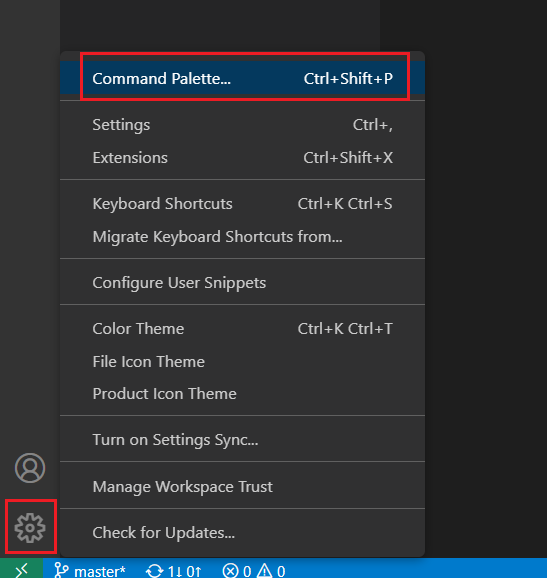 Command Palette... Ctrl+Shift+P
Settings Ctrl+,
Extensions Ctrl+Shift+X
Keyboard Shortcuts Ctrl+K Ctrl+S
Migrate Keyboard Shortcuts from...
Configure User Snippets
Color Theme Ctrl+K Ctrl+T
File Icon Theme
Product Icon Theme
Turn on Settings Sync...
Manage Workspace Trust
Check for Updates...
master* 1↓ 0↑ 0 0